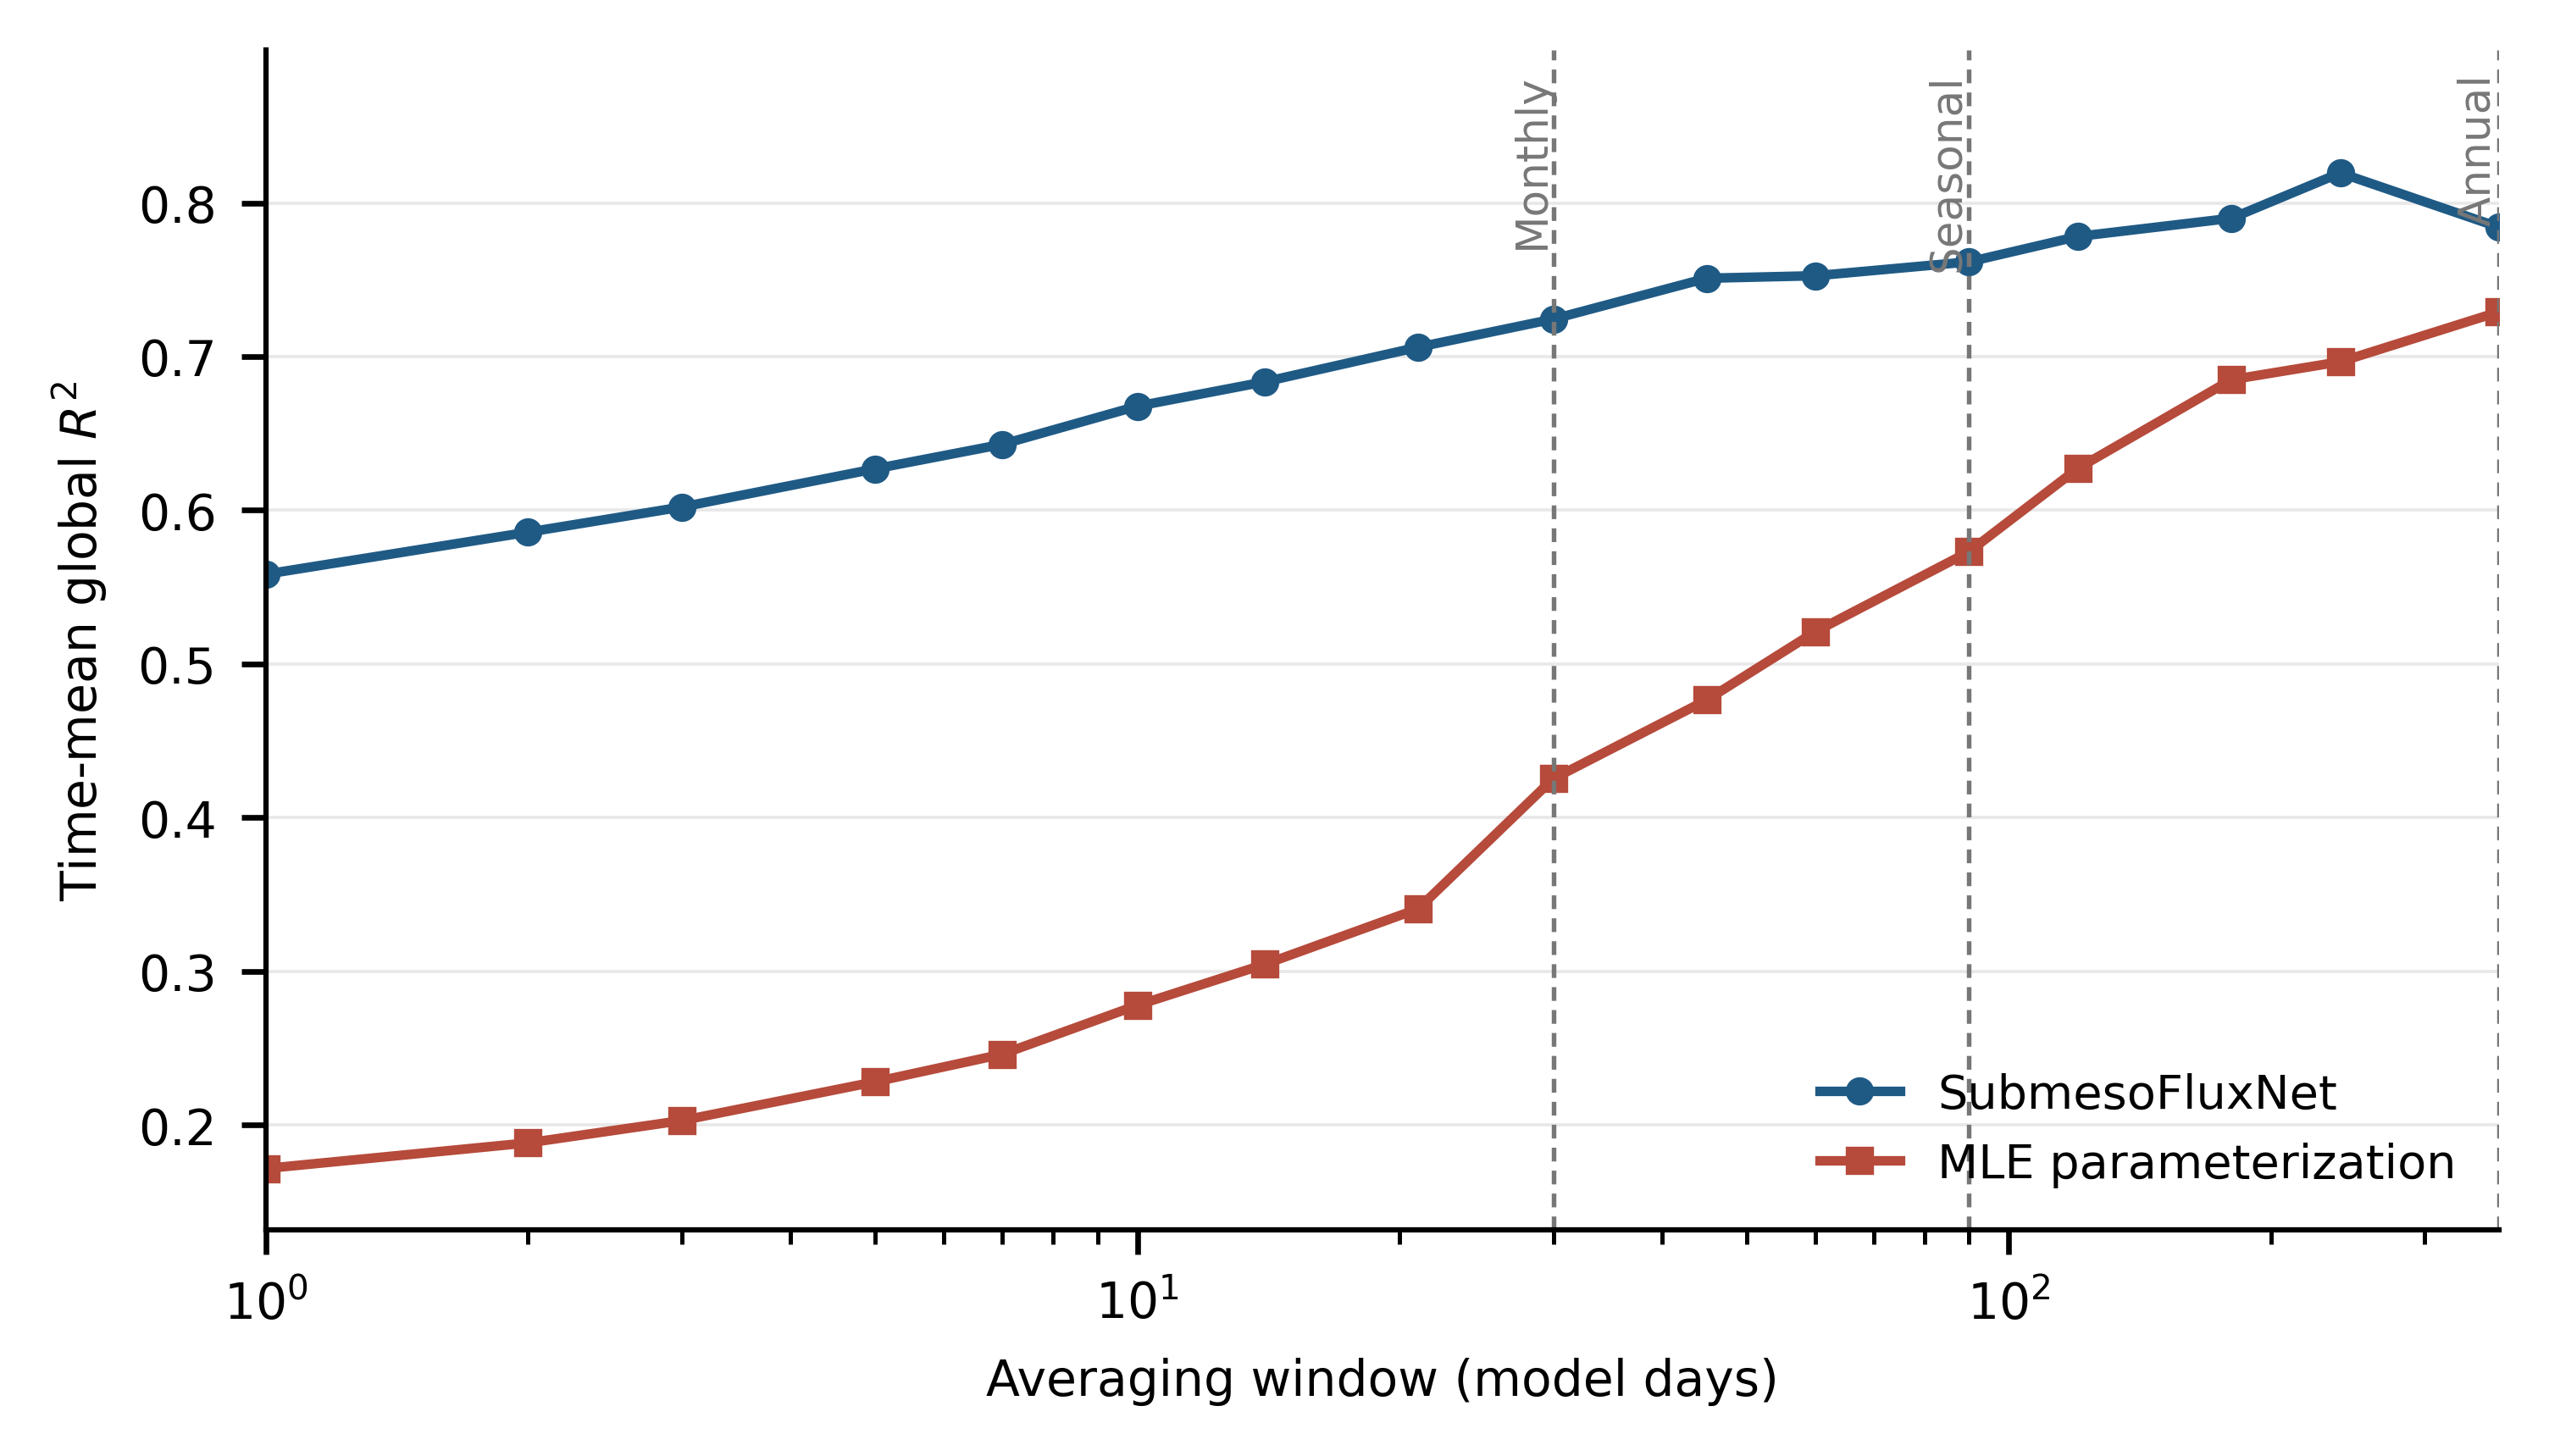 Monthly
Seasonal
Annual
0.8
0.7
0.6
0.5
0.4
0.3
0.2
Time-mean global R²
SubmesoFluxNet
MLE parameterization
10⁰
10¹
10²
Averaging window (model days)